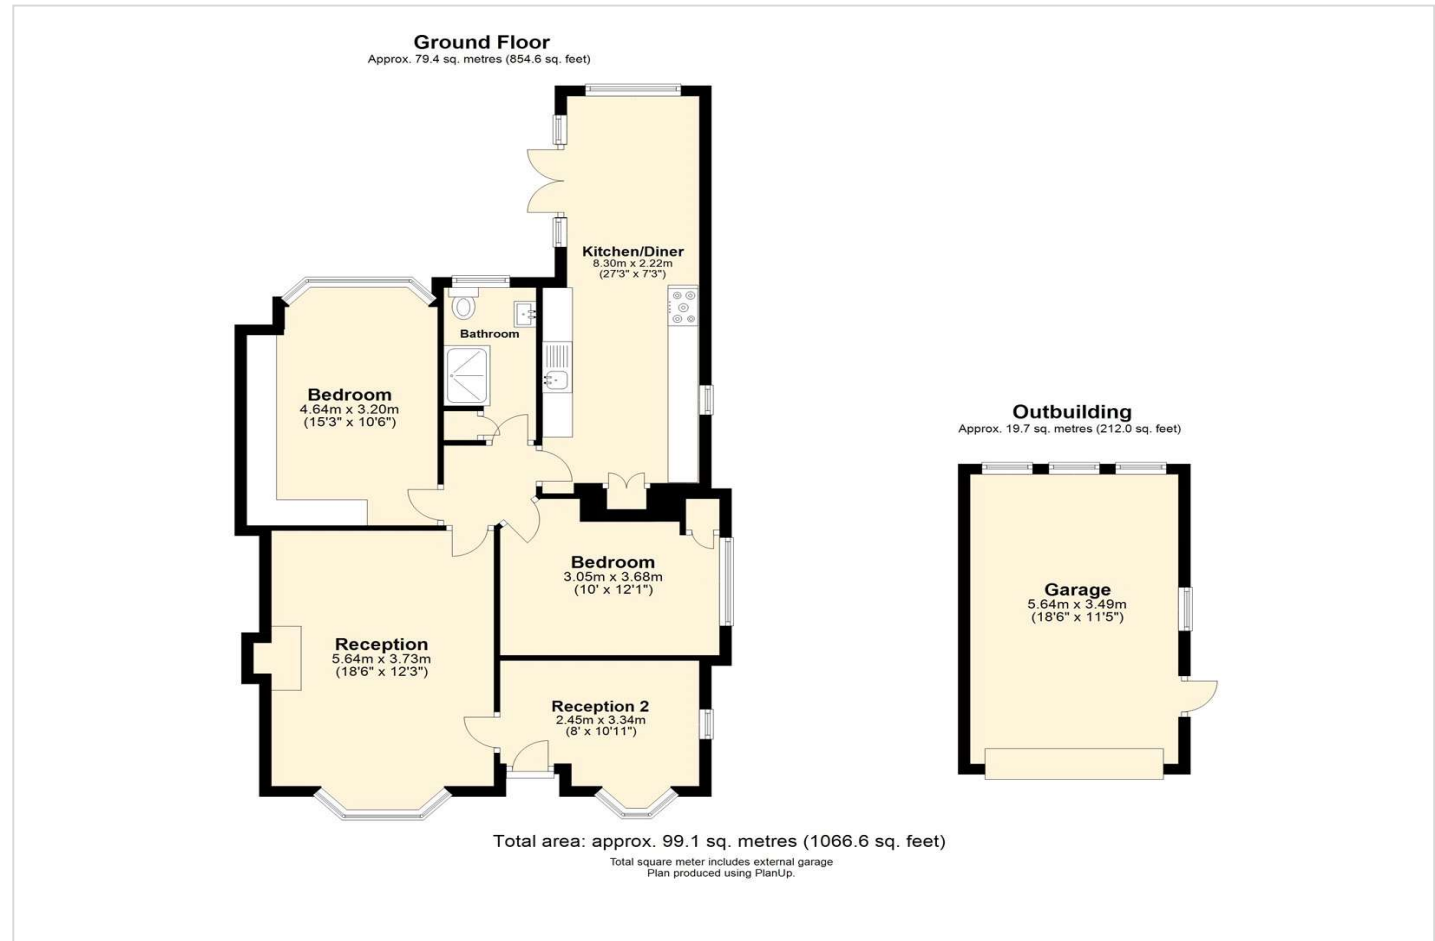 Ground Floor
Approx. 79.4 sq. metres (854.6 sq. feet)
Kitchen/Diner
8.30m x 2.22m
(27'3" x 7'3")
Bathroom
Bedroom
4.64m x 3.20m
(15'3" x 10'6")
Bedroom
3.05m x 3.68m
(10' x 12'1")
Reception
5.64m x 3.73m
(18'6" x 12'3")
Reception 2
2.45m x 3.34m
(8' x 10'11")
Outbuilding
Approx. 19.7 sq. metres (212.0 sq. feet)
Garage
5.64m x 3.49m
(18'6" x 11'5")
Total area: approx. 99.1 sq. metres (1066.6 sq. feet)
Total square meter includes external garage
Plan produced using PlanUp.